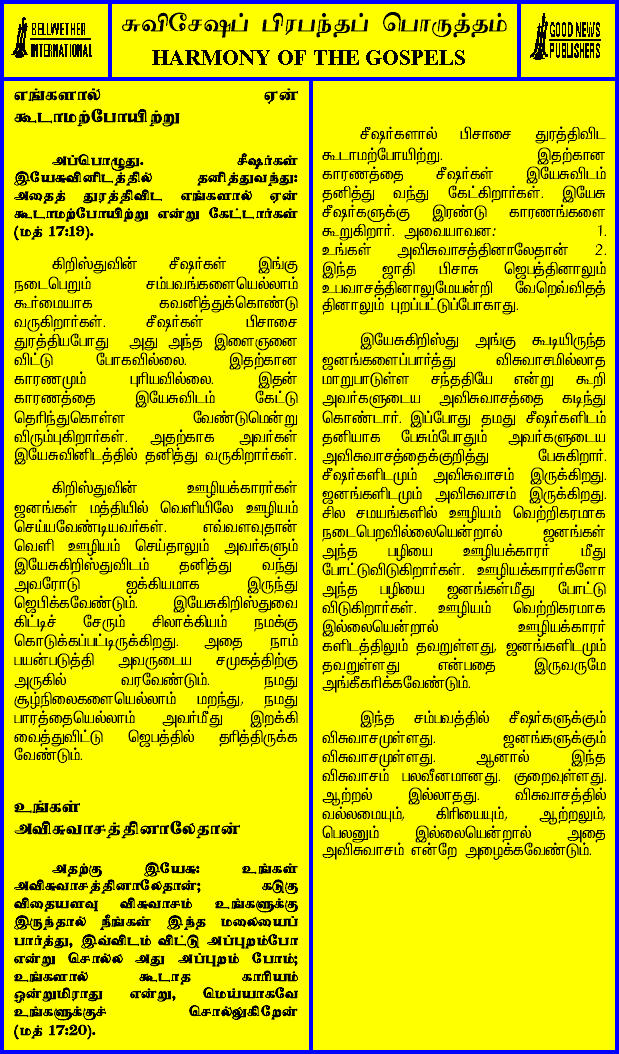 BELLWETHER
INTERNATIONAL
சுவிசேஷப் பிரபந்தப் பொருத்தம்
HARMONY OF THE GOSPELS
GOOD NEWS
PUBLISHERS
எங்களால் ஏன்
கூடாமற்போயிற்று
அப்பொழுது. சீஷர்கள்
இயேசுவினிடத்தில் தனித்துவந்து:
அதைத் துரத்திவிட எங்களால் ஏன்
கூடாமற்போயிற்று என்று கேட்டார்கள்
(மத் 17:19).
கிறிஸ்துவின் சீஷர்கள் இங்கு
நடைபெறும் சம்பவங்களையெல்லாம்
கூர்மையாக கவனித்துக்கொண்டு
வருகிறார்கள். சீஷர்கள் பிசாசை
துரத்தியபோது அது அந்த இளைஞனை
விட்டு போகவில்லை. இதற்கான
காரணமும் புரியவில்லை. இதன்
காரணத்தை இயேசுவிடம் கேட்டு
தெரிந்துகொள்ள வேண்டுமென்று
விரும்புகிறார்கள். அதற்காக அவர்கள்
இயேசுவினிடத்தில் தனித்து வருகிறார்கள்.
கிறிஸ்துவின் ஊழியக்காரர்கள்
ஜனங்கள் மத்தியில் வெளியிலே ஊழியம்
செய்யவேண்டியவர்கள். எவ்வளவுதான்
வெளி ஊழியம் செய்தாலும் அவர்களும்
இயேசுகிறிஸ்துவிடம் தனித்து வந்து
அவரோடு ஐக்கியமாக இருந்து
ஜெபிக்கவேண்டும். இயேசுகிறிஸ்துவை
கிட்டிச் சேரும் சிலாக்கியம் நமக்கு
கொடுக்கப்பட்டிருக்கிறது. அதை நாம்
பயன்படுத்தி அவருடைய சமுகத்திற்கு
அருகில் வரவேண்டும். நமது
சூழ்நிலைகளையெல்லாம் மறந்து, நமது
பாரத்தையெல்லாம் அவர்மீது இறக்கி
வைத்துவிட்டு ஜெபத்தில் தரித்திருக்க
வேண்டும்.
உங்கள்
அவிசுவாசத்தினாலேதான்
அதற்கு இயேசு: உங்கள்
அவிசுவாசத்தினாலேதான்; கடுகு
விதையளவு விசுவாசம் உங்களுக்கு
இருந்தால் நீங்கள் இந்த மலையைப்
பார்த்து, இவ்விடம் விட்டு அப்புறம்போ
என்று சொல்ல அது அப்புறம் போம்;
உங்களால் கூடாத காரியம்
ஒன்றுமிராது என்று, மெய்யாகவே
உங்களுக்குச் சொல்லுகிறேன்
(மத் 17:20).
சீஷர்களால் பிசாசை துரத்திவிட
கூடாமற்போயிற்று. இதற்கான
காரணத்தை சீஷர்கள் இயேசுவிடம்
தனித்து வந்து கேட்கிறார்கள். இயேசு
சீஷர்களுக்கு இரண்டு காரணங்களை
கூறுகிறார். அவையாவன: 1.
உங்கள் அவிசுவாசத்தினாலேதான் 2.
இந்த ஜாதி பிசாசு ஜெபத்தினாலும்
உபவாசத்தினாலுமேயன்றி வேறெவ்விதத்
தினாலும் புறப்பட்டுப்போகாது.
இயேசுகிறிஸ்து அங்கு கூடியிருந்த
ஜனங்களைப்பார்த்து விசுவாசமில்லாத
மாறுபாடுள்ள சந்ததியே என்று கூறி
அவர்களுடைய அவிசுவாசத்தை கடிந்து
கொண்டார். இப்போது தமது சீஷர்களிடம்
தனியாக பேசும்போதும் அவர்களுடைய
அவிசுவாசத்தைக்குறித்து பேசுகிறார்.
சீஷர்களிடமும் அவிசுவாசம் இருக்கிறது.
ஜனங்களிடமும் அவிசுவாசம் இருக்கிறது.
சில சமயங்களில் ஊழியம் வெற்றிகரமாக
நடைபெறவில்லையென்றால் ஜனங்கள்
அந்த பழியை ஊழியக்காரர் மீது
போட்டுவிடுகிறார்கள். ஊழியக்காரர்களோ
அந்த பழியை ஜனங்கள்மீது போட்டு
விடுகிறார்கள். ஊழியம் வெற்றிகரமாக
இல்லையென்றால் ஊழியக்காரர்
களிடத்திலும் தவறுள்ளது, ஜனங்களிடமும்
தவறுள்ளது என்பதை இருவருமே
அங்கீகரிக்கவேண்டும்.
இந்த சம்பவத்தில் சீஷர்களுக்கும்
விசுவாசமுள்ளது. ஜனங்களுக்கும்
விசுவாசமுள்ளது. ஆனால் இந்த
விசுவாசம் பலவீனமானது. குறைவுள்ளது.
ஆற்றல் இல்லாதது. விசுவாசத்தில்
வல்லமையும், கிரியையும், ஆற்றலும்,
பெலனும் இல்லையென்றால் அதை
அவிசுவாசம் என்றே அழைக்கவேண்டும்.